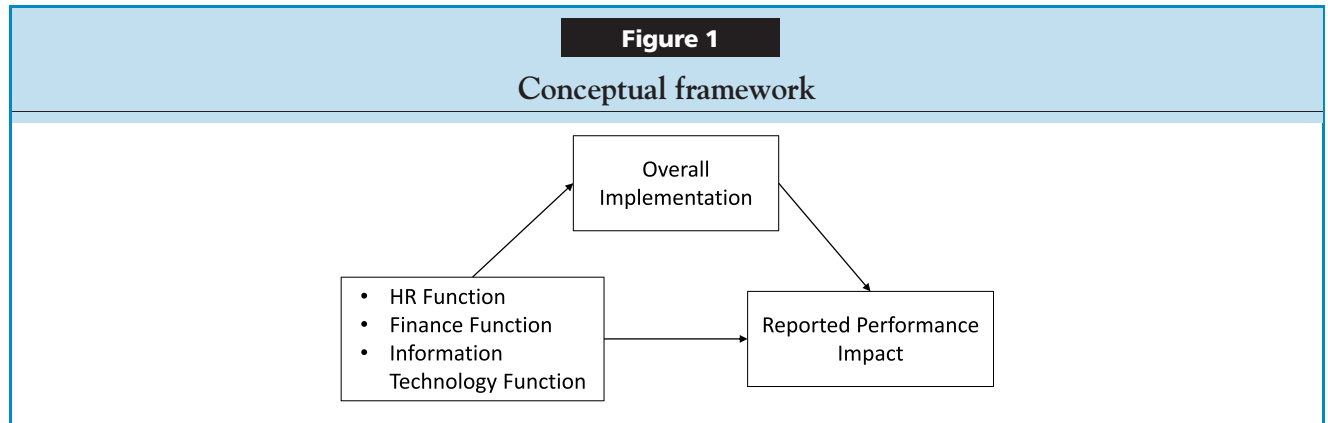 Figure 1
Conceptual framework
Overall
Implementation
• HR Function
• Finance Function
• Information
Technology Function
Reported Performance
Impact